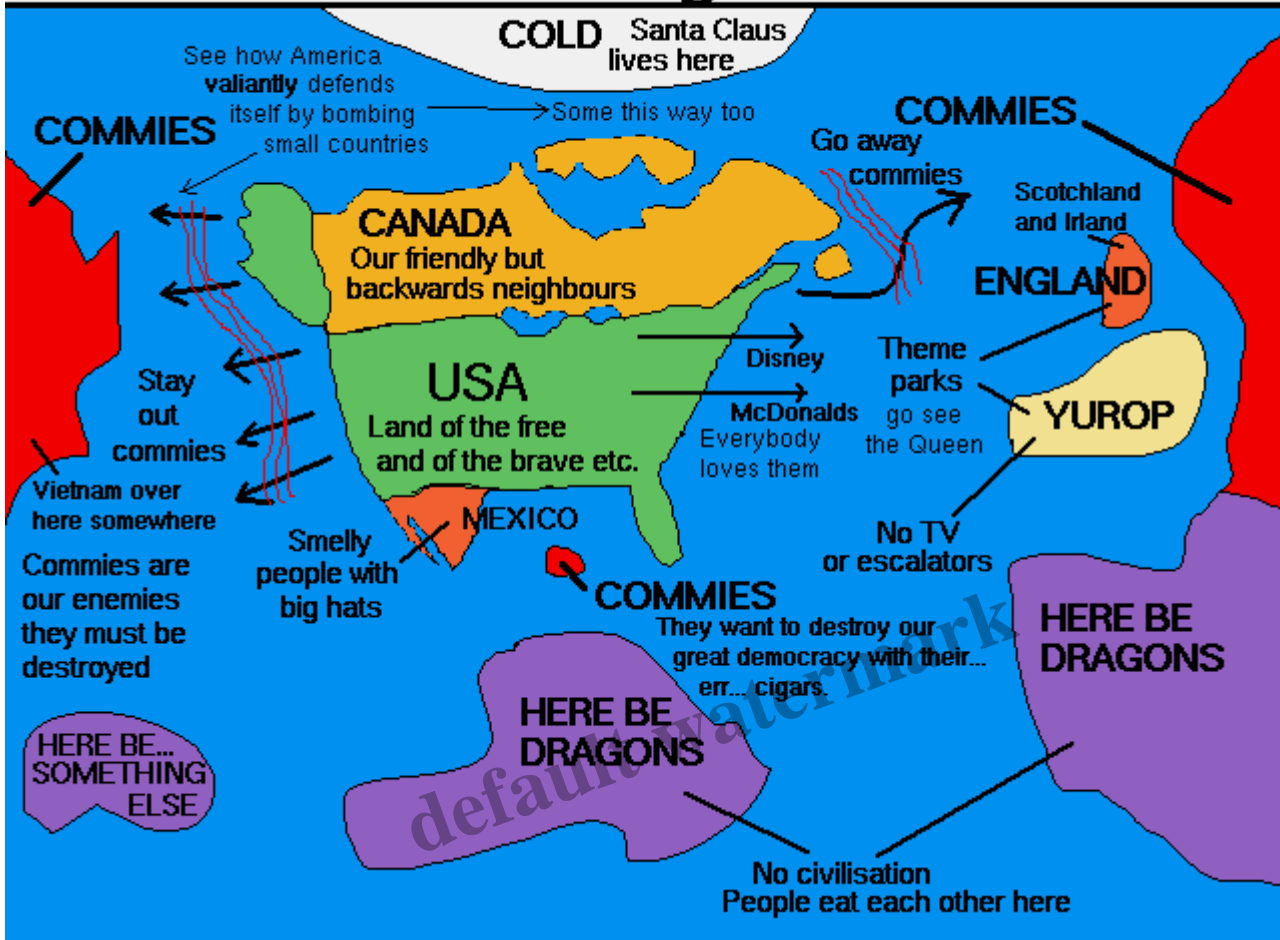 COLD Santa Claus
lives here
See how America
valiantly defends
itself by bombing
small countries
Some this way too
COMMIES
COMMIES
Go away
commies
Scotchland
and Irland
ENGLAND
CANADA
Our friendly but
backwards neighbours
USA
Land of the free
and of the brave etc.
Disney
McDonalds
Everybody
loves them
Theme
parks
go see
the Queen
YUROP
No TV
or escalators
Stay
out
commies
Vietnam over
here somewhere
Commies are
our enemies
they must be
destroyed
Smelly
people with
big hats
MEXICO
COMMIES
They want to destroy our
great democracy with their...
err... cigars.
HERE BE
DRAGONS
HERE BE
DRAGONS
HERE BE...
SOMETHING
ELSE
No civilisation
People eat each other here
default watermark